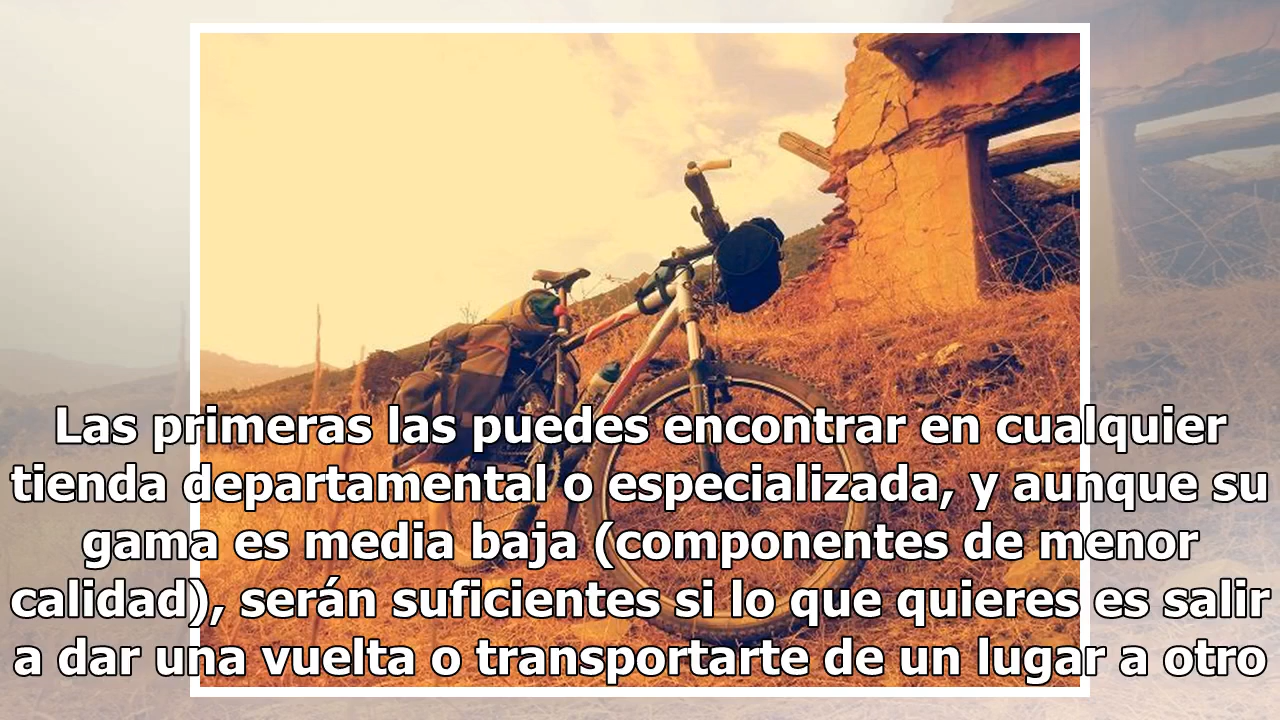 Las primeras las puedes encontrar en cualquier
tienda departamental o especializada, y aunque su
gama es media baja (componentes de menor
calidad), serán suficientes si lo que quieres es salir
a dar una vuelta o transportarte de un lugar a otro